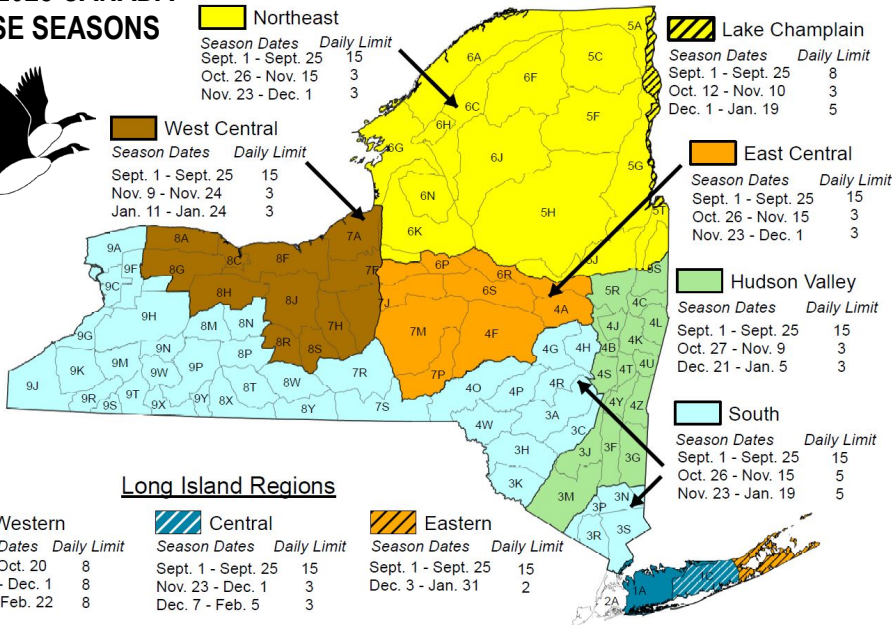 2025 CANADA
SE SEASONS
Northeast
Season Dates Daily Limit
Sept. 1 - Sept. 25 15
Oct. 26 - Nov. 15 3
Nov. 23 - Dec. 1 3
Lake Champlain
Season Dates Daily Limit
Sept. 1 - Sept. 25 8
Oct. 12 - Nov. 10 3
Dec. 1 - Jan. 19 5
West Central
Season Dates Daily Limit
Sept. 1 - Sept. 25 15
Nov. 9 - Nov. 24 3
Jan. 11 - Jan. 24 3
East Central
Season Dates Daily Limit
Sept. 1 - Sept. 25 15
Oct. 26 - Nov. 15 3
Nov. 23 - Dec. 1 3
Hudson Valley
Season Dates Daily Limit
Sept. 1 - Sept. 25 15
Oct. 27 - Nov. 9 3
Dec. 21 - Jan. 5 3
South
Season Dates Daily Limit
Sept. 1 - Sept. 25 15
Oct. 26 - Nov. 15 5
Nov. 23 - Jan. 19 5
5A
6A
5C
6F
6C
5F
6H
6G
6J
5G
6N
5H
5T
6K
5J
7A
8A
8C
8F
7F
8G
8H
8J
7H
8R
8S
9A
9F
9C
9H
8M
8N
9G
9N
8P
9M
9P
9K
9W
8W
7R
9J
8T
9R
9S
9T
9X
9Y
8X
8Y
7S
6P
6R
6S
7J
4A
7M
4F
7P
5S
5R
4C
4J
4L
4B
4K
4S
4T
4U
4Y
4Z
3J
3F
3G
3M
4G
4H
4O
4P
4R
3A
4W
3C
3H
3K
3N
3P
3R
3S
2A
1A
1C
Long Island Regions
Western
Dates Daily Limit
Oct. 20 8
- Dec. 1 8
Feb. 22 8
Central
Season Dates Daily Limit
Sept. 1 - Sept. 25 15
Nov. 23 - Dec. 1 3
Dec. 7 - Feb. 5 3
Eastern
Season Dates Daily Limit
Sept. 1 - Sept. 25 15
Dec. 3 - Jan. 31 2